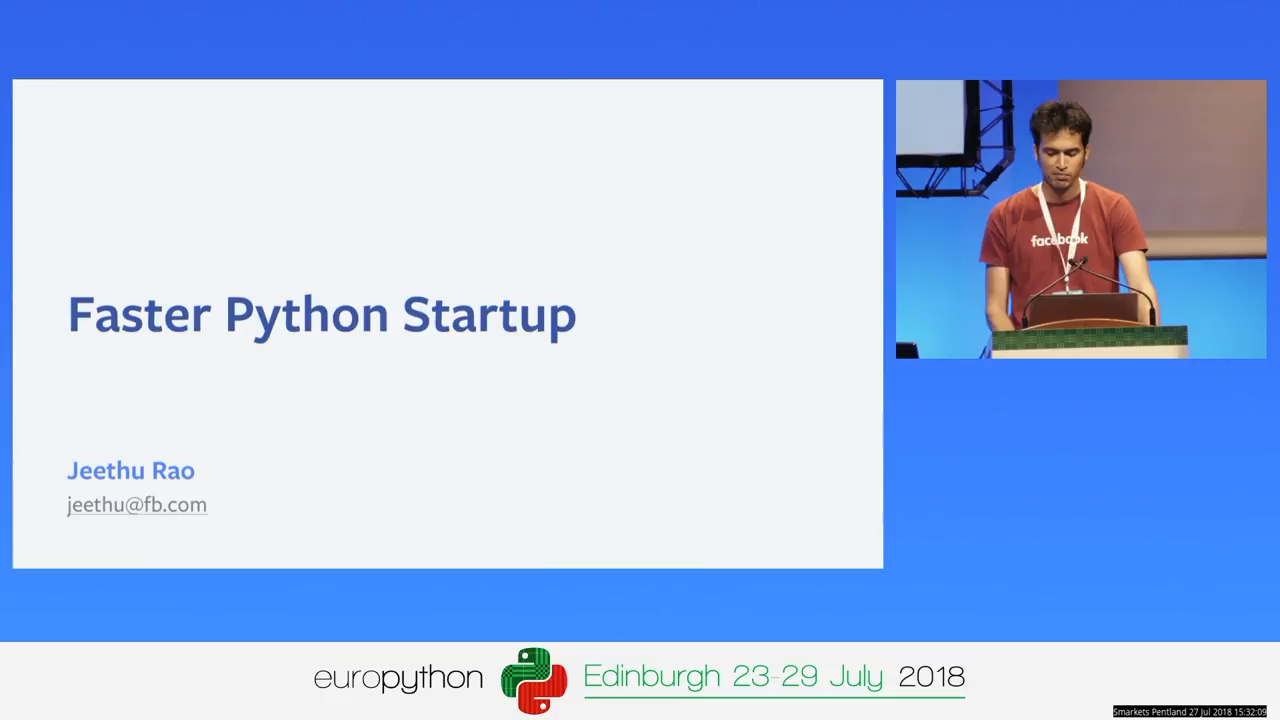 Faster Python Startup
Jeethu Rao
jeethu@fb.com
facebook
europython Edinburgh 23-29 July 2018
Smarkets Pentland 27 Jul 2018 15:32:09